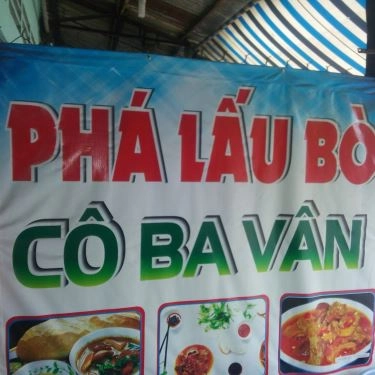 PHÁ LẤU BÒ
CÔ BA VÂN